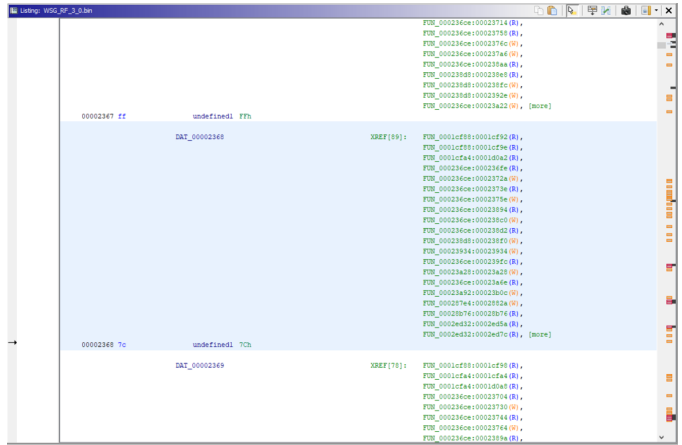 Listing: WSG_RF_3_0.bin
FUN_000236ce:00023714(R),
FUN_000236ce:00023758(R),
FUN_000236ce:0002376c(W),
FUN_000236ce:000237a6(W),
FUN_000236ce:000238aa(R),
FUN_000238d8:000238e8(R),
FUN_000238d8:000238fc(W),
FUN_000238d8:0002392e(W),
FUN_000236ce:00023a22(W), [more]
00002367 ff undefined1 FFh
DAT_00002368 XREF[89]: FUN_0001cf88:0001cf92(R),
FUN_0001cf88:0001cf9e(R),
FUN_0001cfa4:0001d0a2(R),
FUN_000236ce:000236fe(R),
FUN_000236ce:0002372a(W),
FUN_000236ce:0002373e(R),
FUN_000236ce:0002375e(W),
FUN_000236ce:00023894(R),
FUN_000236ce:000238c0(W),
FUN_000236ce:000238d2(R),
FUN_000238d8:000238f0(W),
FUN_00023934:00023934(W),
FUN_000236ce:000239fc(R),
FUN_00023a28:00023a28(W),
FUN_000236ce:00023a6e(R),
FUN_00023a92:00023b0c(W),
FUN_000287e4:0002882a(W),
FUN_00028b76:00028b76(R),
FUN_0002ed32:0002ed5a(R),
FUN_0002ed32:0002ed7c(R), [more]
00002368 7c undefined1 7Ch
DAT_00002369 XREF[78]: FUN_0001cf88:0001cf98(R),
FUN_0001cfa4:0001cfa4(R),
FUN_0001cfa4:0001d0a8(R),
FUN_000236ce:00023704(R),
FUN_000236ce:00023730(W),
FUN_000236ce:00023744(R),
FUN_000236ce:00023764(W),
FUN_000236ce:0002389a(R),